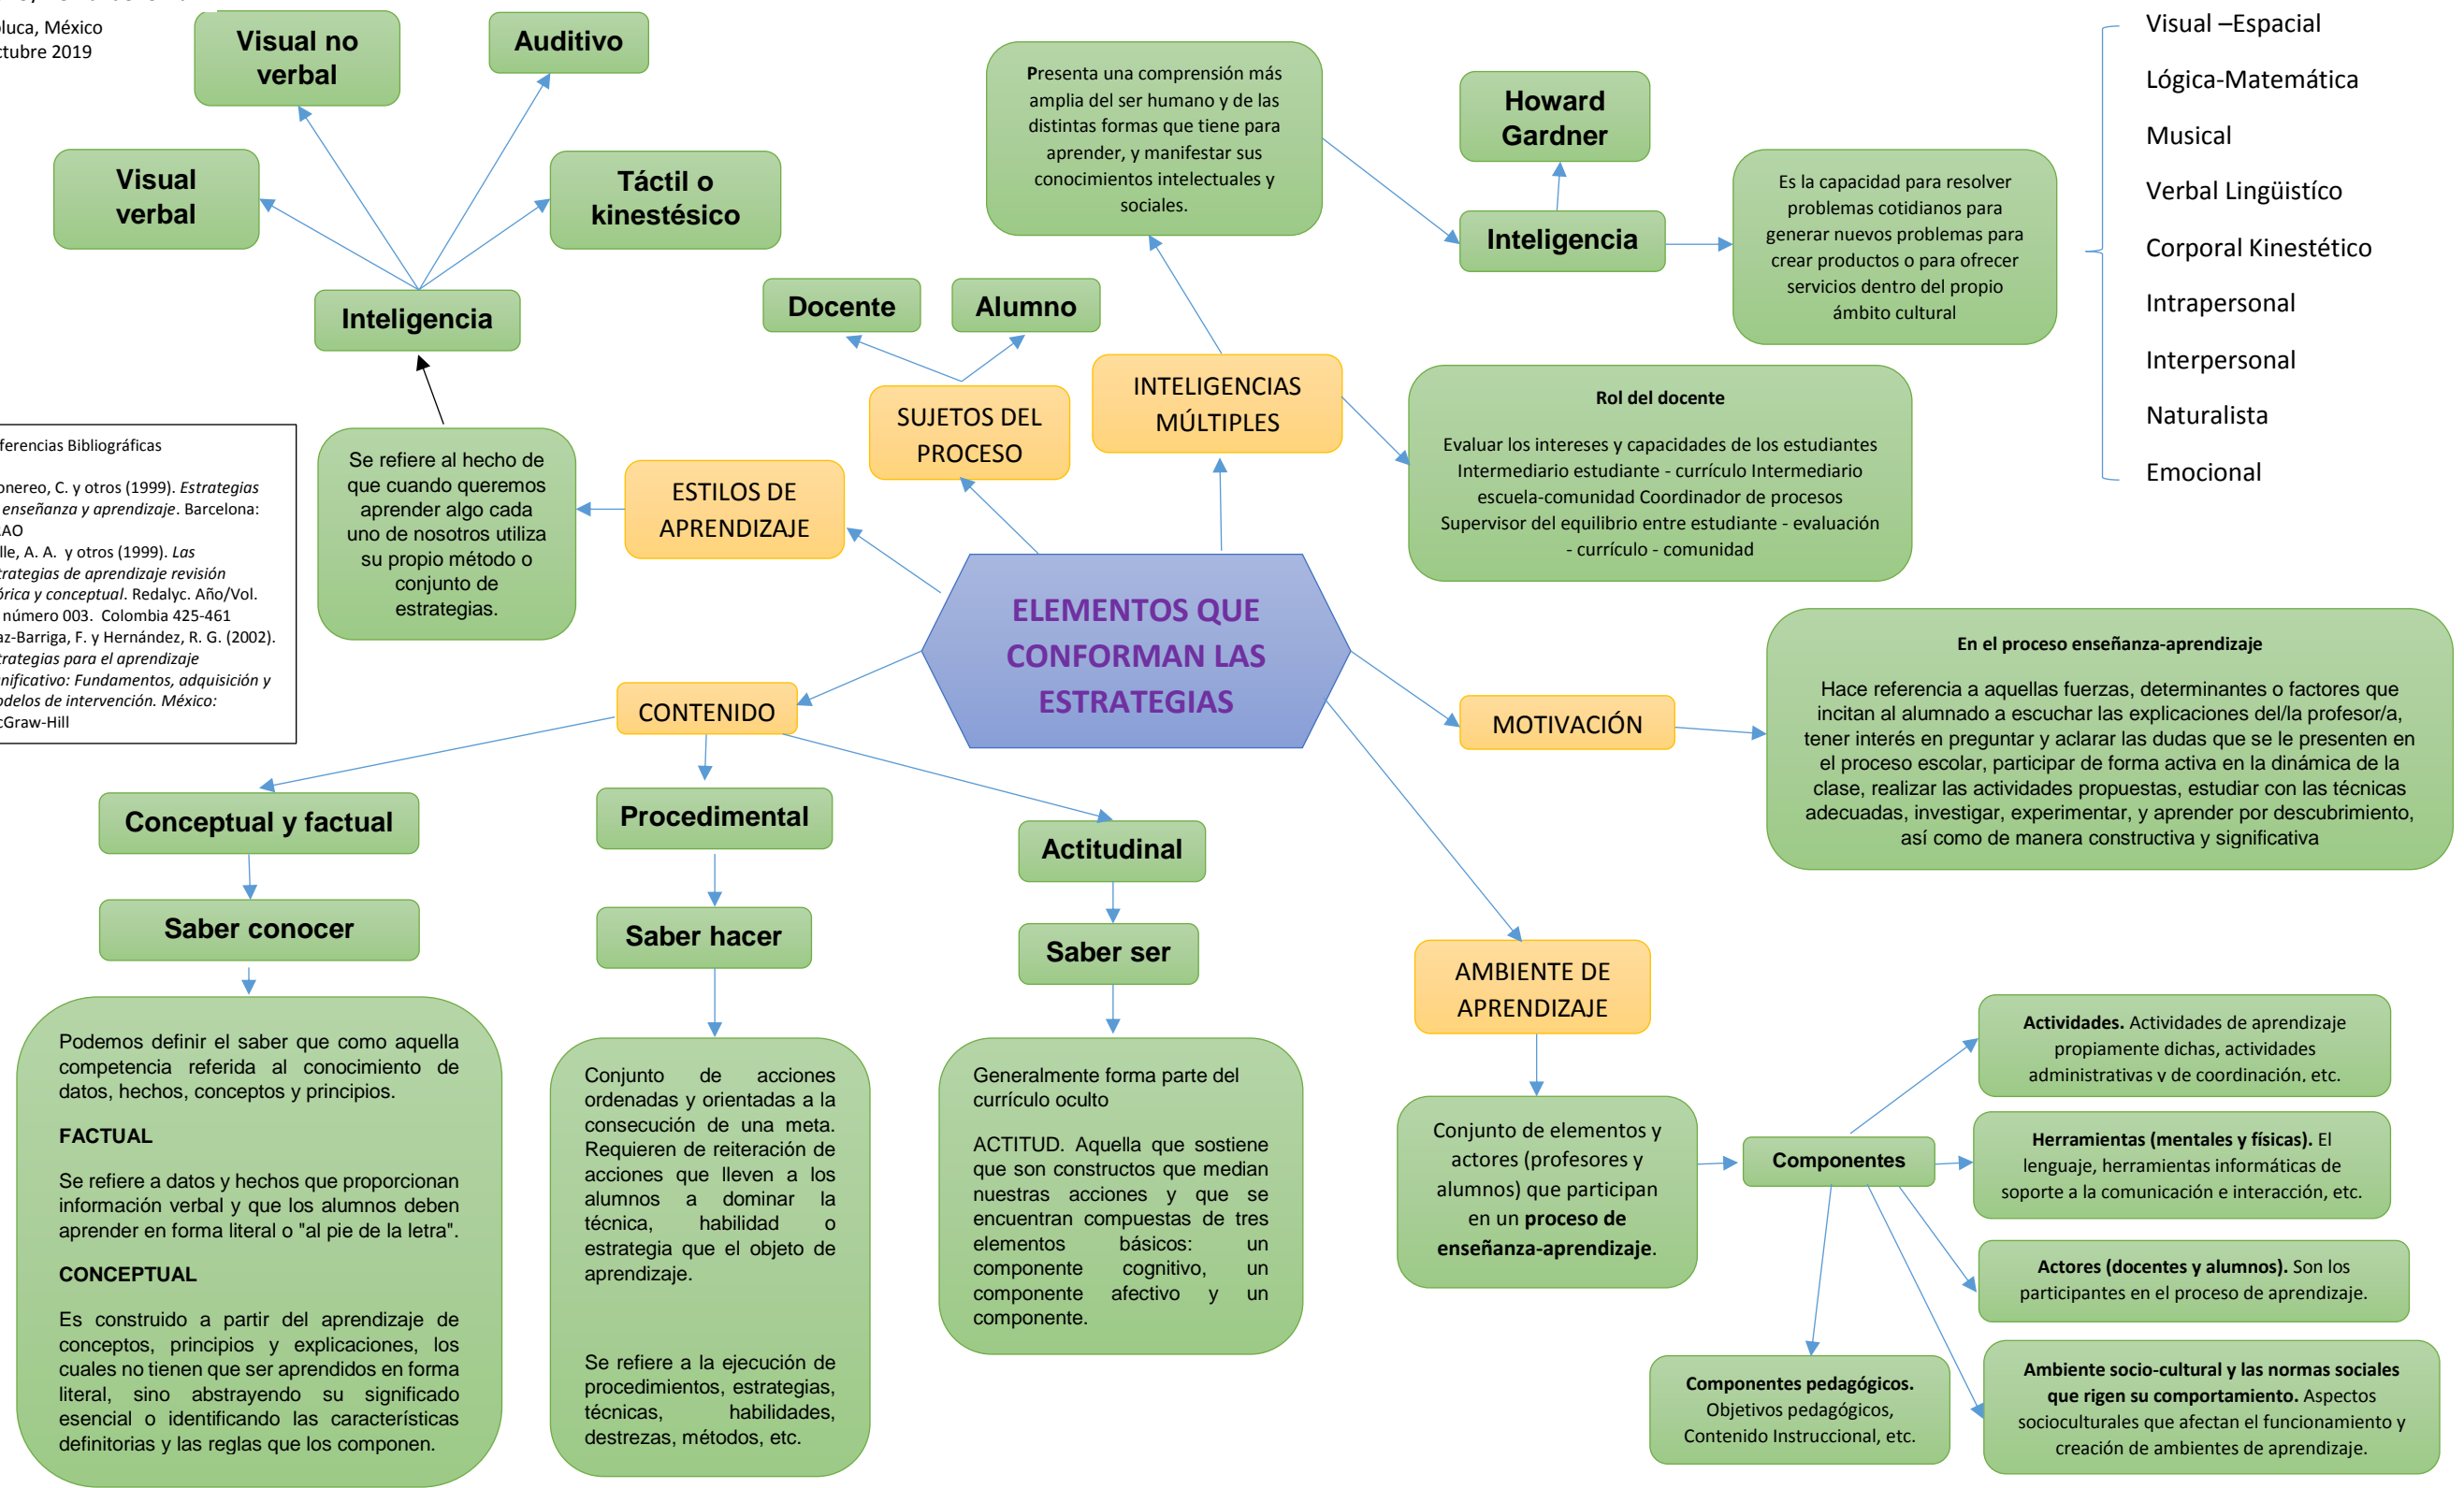 oluca, México
ctubre 2019
Visual no
verbal
Auditivo
Visual
verbal
Táctil o
kinestésico
Inteligencia
Se refiere al hecho de
que cuando queremos
aprender algo cada
uno de nosotros utiliza
su propio método o
conjunto de
estrategias.
ESTILOS DE
APRENDIZAJE
Docente
Alumno
SUJETOS DEL
PROCESO
Presenta una comprensión más
amplia del ser humano y de las
distintas formas que tiene para
aprender, y manifestar sus
conocimientos intelectuales y
sociales.
INTELIGENCIAS
MÚLTIPLES
Howard
Gardner
Inteligencia
Es la capacidad para resolver
problemas cotidianos para
generar nuevos problemas para
crear productos o para ofrecer
servicios dentro del propio
ámbito cultural
Visual –Espacial
Lógica-Matemática
Musical
Verbal Lingüistíco
Corporal Kinestético
Intrapersonal
Interpersonal
Naturalista
Emocional
Rol del docente
Evaluar los intereses y capacidades de los estudiantes
Intermediario estudiante - currículo Intermediario
escuela-comunidad Coordinador de procesos
Supervisor del equilibrio entre estudiante - evaluación
- currículo - comunidad
ferencias Bibliográficas
onereo, C. y otros (1999). Estrategias
enseñanza y aprendizaje. Barcelona:
AO
lle, A. A. y otros (1999). Las
trategias de aprendizaje revisión
órica y conceptual. Redalyc. Año/Vol.
número 003. Colombia 425-461
az-Barriga, F. y Hernández, R. G. (2002).
trategias para el aprendizaje
gnificativo: Fundamentos, adquisición y
odelos de intervención. México:
cGraw-Hill
ELEMENTOS QUE
CONFORMAN LAS
ESTRATEGIAS
CONTENIDO
MOTIVACIÓN
En el proceso enseñanza-aprendizaje
Hace referencia a aquellas fuerzas, determinantes o factores que
incitan al alumnado a escuchar las explicaciones del/la profesor/a,
tener interés en preguntar y aclarar las dudas que se le presenten en
el proceso escolar, participar de forma activa en la dinámica de la
clase, realizar las actividades propuestas, estudiar con las técnicas
adecuadas, investigar, experimentar, y aprender por descubrimiento,
así como de manera constructiva y significativa
Conceptual y factual
Saber conocer
Podemos definir el saber que como aquella
competencia referida al conocimiento de
datos, hechos, conceptos y principios.
FACTUAL
Se refiere a datos y hechos que proporcionan
información verbal y que los alumnos deben
aprender en forma literal o "al pie de la letra".
CONCEPTUAL
Es construido a partir del aprendizaje de
conceptos, principios y explicaciones, los
cuales no tienen que ser aprendidos en forma
literal, sino abstrayendo su significado
esencial o identificando las características
definitorias y las reglas que los componen.
Procedimental
Saber hacer
Conjunto de acciones
ordenadas y orientadas a la
consecución de una meta.
Requieren de reiteración de
acciones que lleven a los
alumnos a dominar la
técnica, habilidad o
estrategia que el objeto de
aprendizaje.
Se refiere a la ejecución de
procedimientos, estrategias,
técnicas, habilidades,
destrezas, métodos, etc.
Actitudinal
Saber ser
Generalmente forma parte del
currículo oculto
ACTITUD. Aquella que sostiene
que son constructos que median
nuestras acciones y que se
encuentran compuestas de tres
elementos básicos: un
componente cognitivo, un
componente afectivo y un
componente.
AMBIENTE DE
APRENDIZAJE
Conjunto de elementos y
actores (profesores y
alumnos) que participan
en un proceso de
enseñanza-aprendizaje.
Componentes
Actividades. Actividades de aprendizaje
propiamente dichas, actividades
administrativas y de coordinación, etc.
Herramientas (mentales y físicas). El
lenguaje, herramientas informáticas de
soporte a la comunicación e interacción, etc.
Actores (docentes y alumnos). Son los
participantes en el proceso de aprendizaje.
Ambiente socio-cultural y las normas sociales
que rigen su comportamiento. Aspectos
socioculturales que afectan el funcionamiento y
creación de ambientes de aprendizaje.
Componentes pedagógicos.
Objetivos pedagógicos,
Contenido Instruccional, etc.